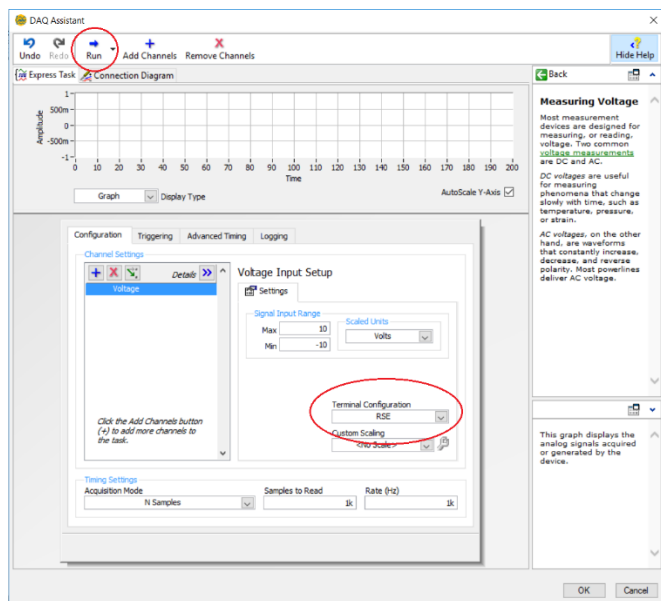 DAQ Assistant
Undo Redo Run Add Channels Remove Channels Hide Help
Express Task Connection Diagram
Back
Amplitude
1
500m
0
-500m
-1
0 10 20 30 40 50 60 70 80 90 100 110 120 130 140 150 160 170 180 190 200
Time
Graph Display Type AutoScale Y-Axis
Configuration Triggering Advanced Timing Logging
Channel Settings
Details
Voltage
Click the Add Channels button
(+) to add more channels to
the task.
Voltage Input Setup
Settings
Signal Input Range
Max 10
Min -10
Scaled Units
Volts
Terminal Configuration
RSE
Custom Scaling
<No Scale>
Timing Settings
Acquisition Mode Samples to Read Rate (Hz)
N Samples 1k 1k
Measuring Voltage
Most measurement
devices are designed for
measuring, or reading,
voltage. Two common
voltage measurements
are DC and AC.
DC voltages are useful
for measuring
phenomena that change
slowly with time, such as
temperature, pressure,
or strain.
AC voltages, on the other
hand, are waveforms
that constantly increase,
decrease, and reverse
polarity. Most powerlines
deliver AC voltage.
This graph displays the
analog signals acquired
or generated by the
device.
OK Cancel